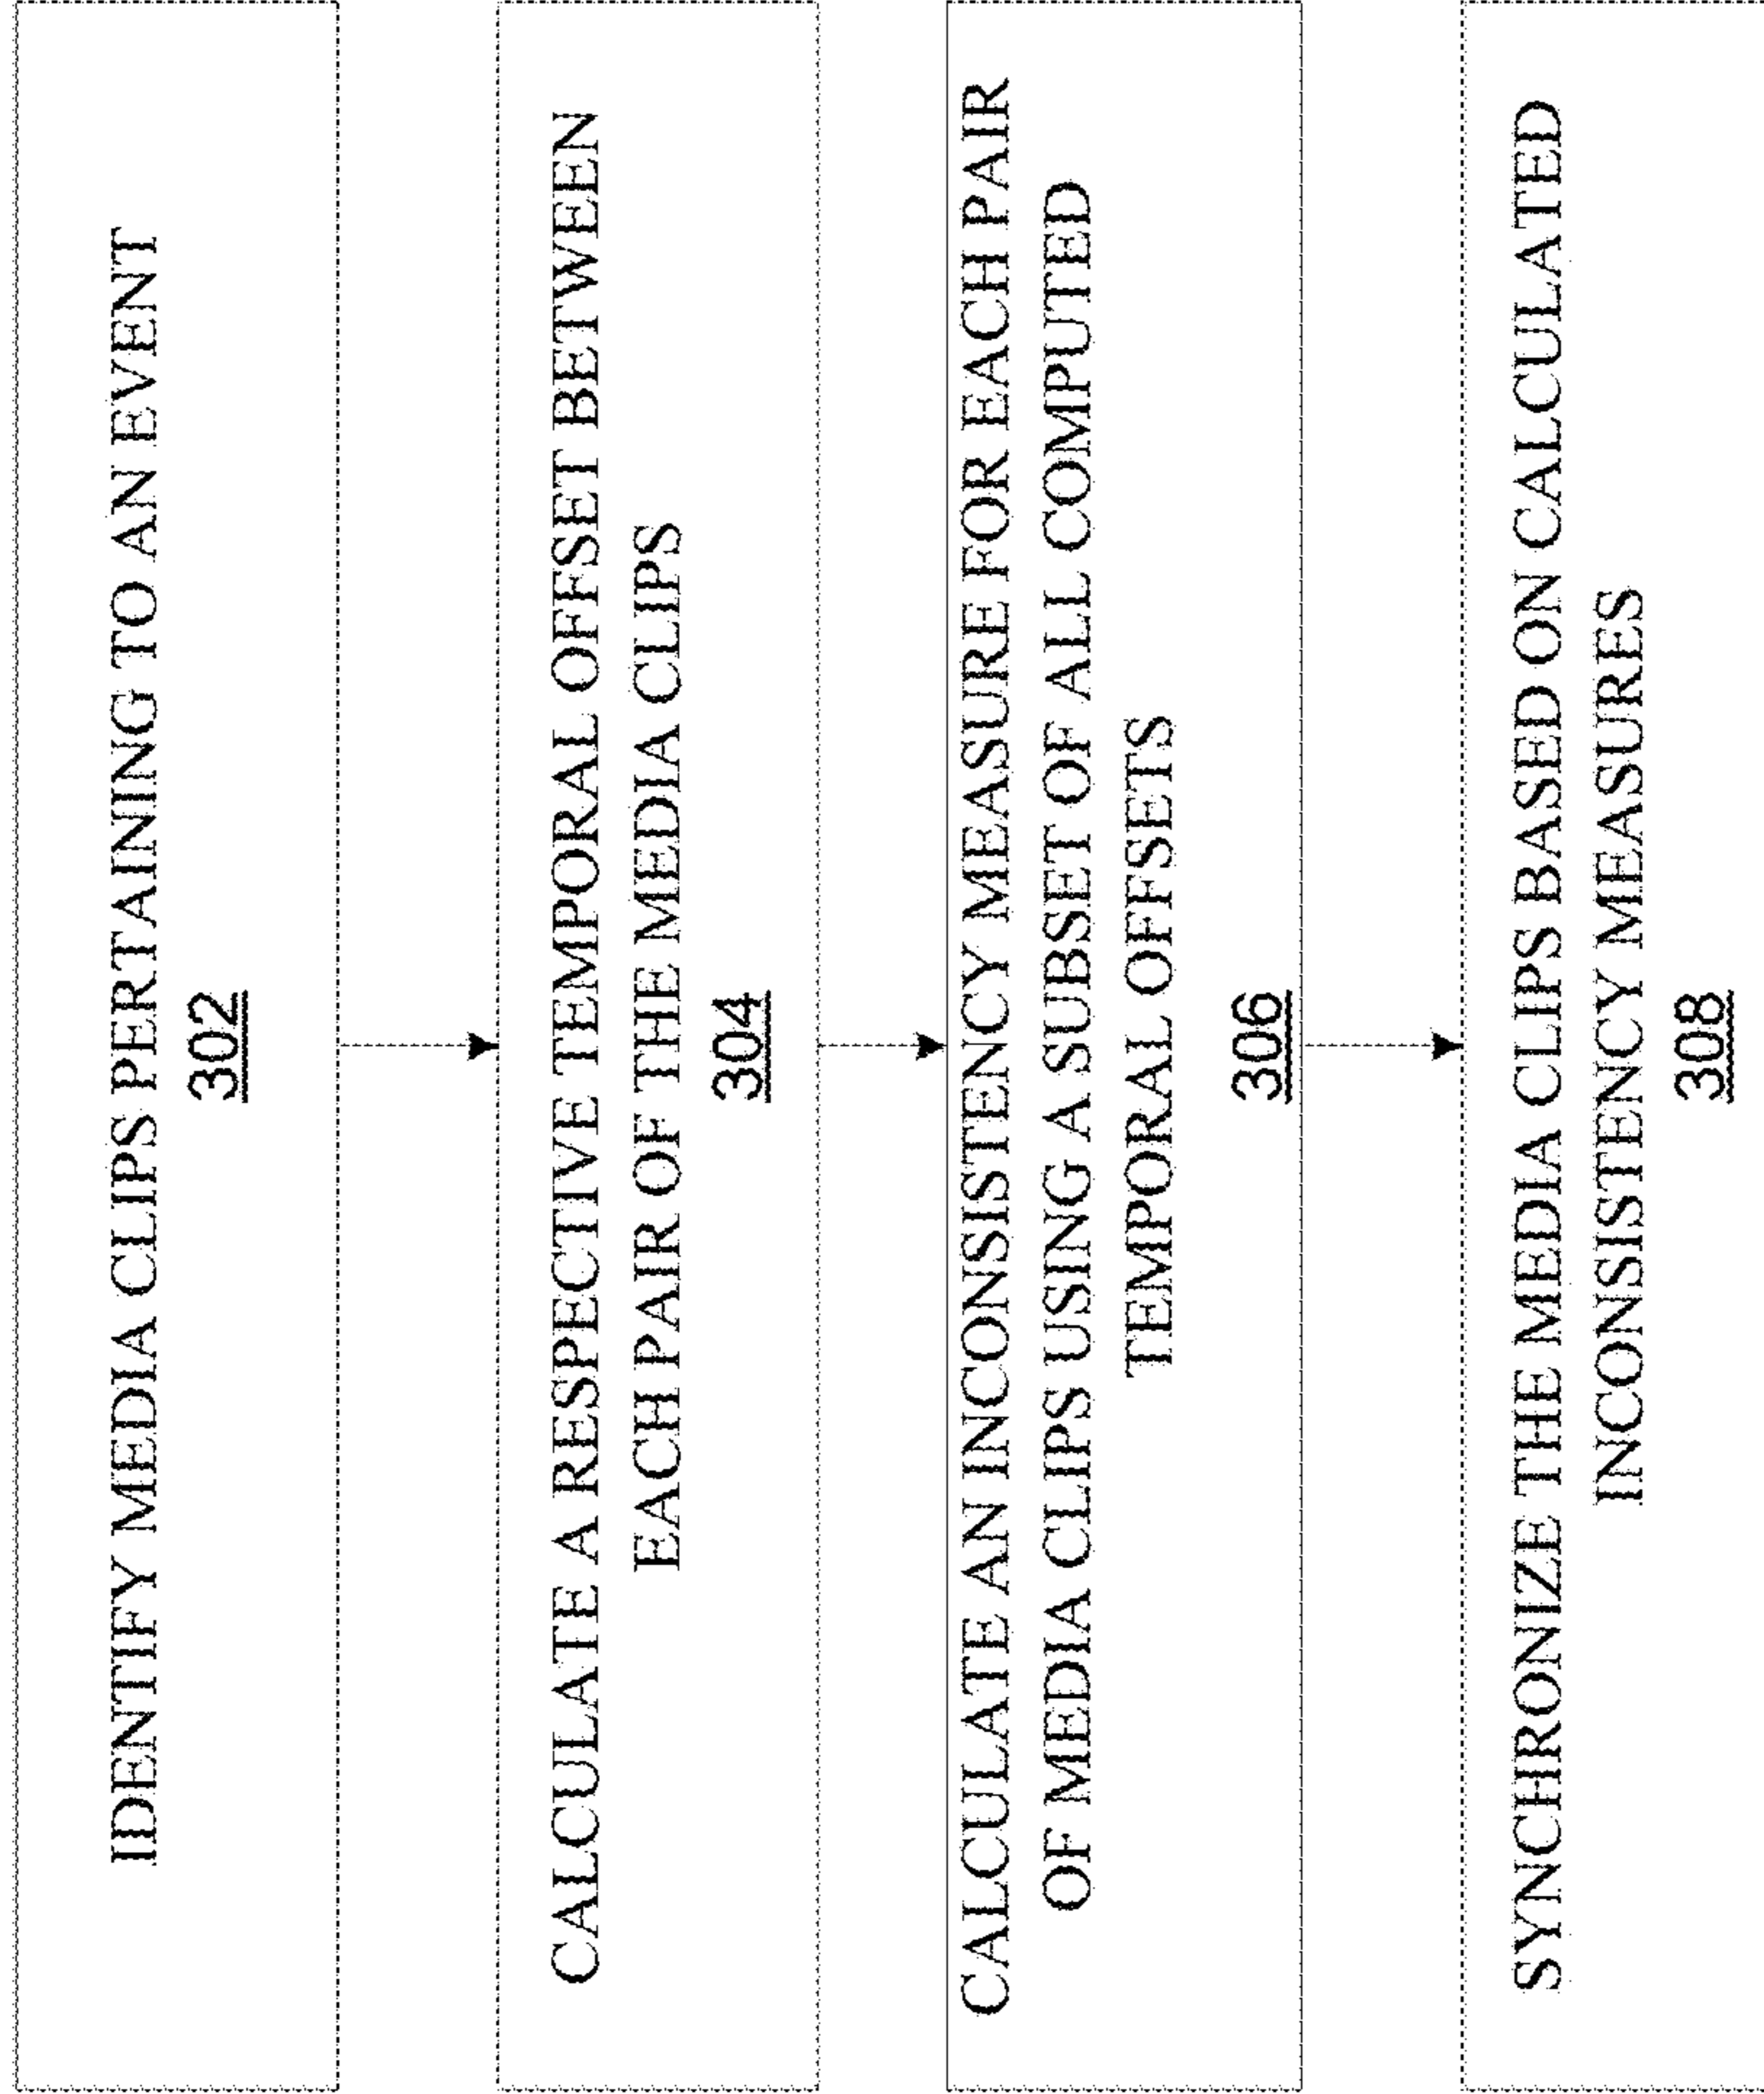 IDENTIFY MEDIA CLIPS PERTAINING TO AN EVENT
302
CALCULATE A RESPECTIVE TEMPORAL OFFSET BETWEEN
EACH PAIR OF THE MEDIA CLIPS
304
CALCULATE AN INCONSISTENCY MEASURE FOR EACH PAIR
OF MEDIA CLIPS USING A SUBSET OF ALL COMPUTED
TEMPORAL OFFSETS
306
SYNCHRONIZE THE MEDIA CLIPS BASED ON CALCULATED
INCONSISTENCY MEASURES
308